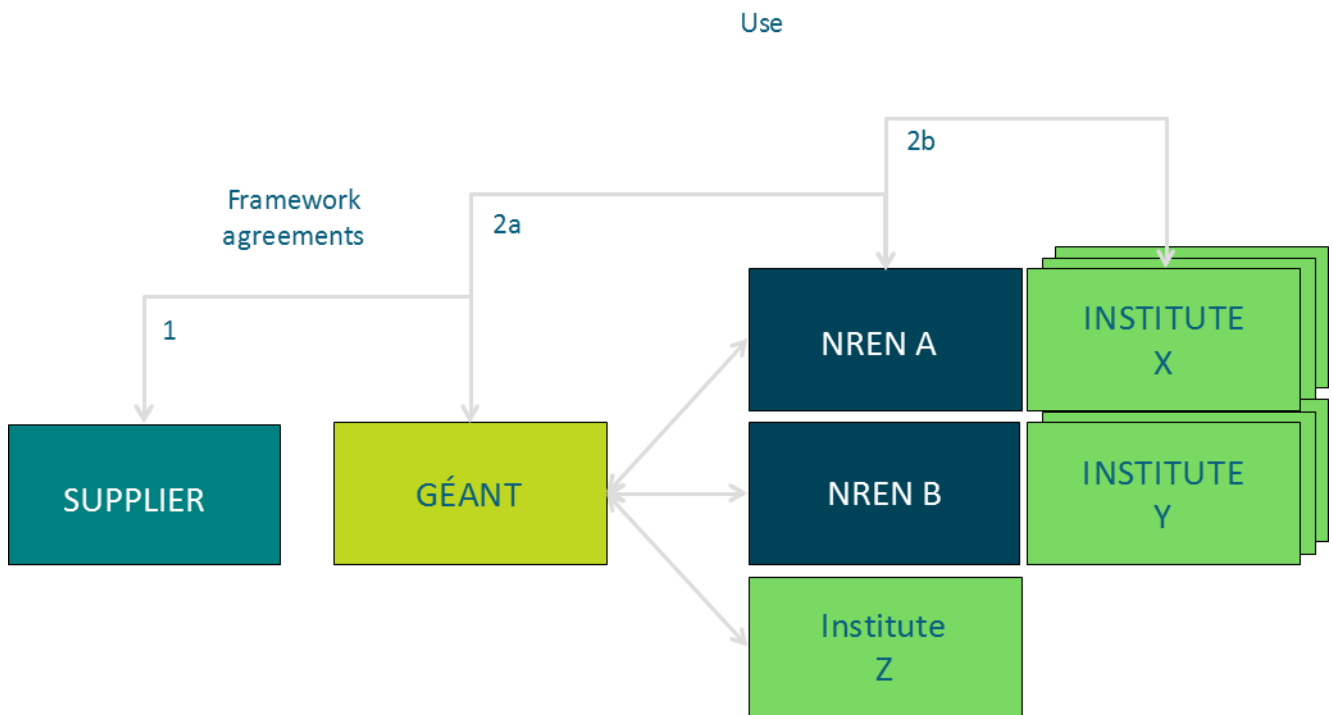 Use
2b
Framework
agreements
2a
1
NREN A
INSTITUTE
X
SUPPLIER
GÉANT
NREN B
INSTITUTE
Y
Institute
Z